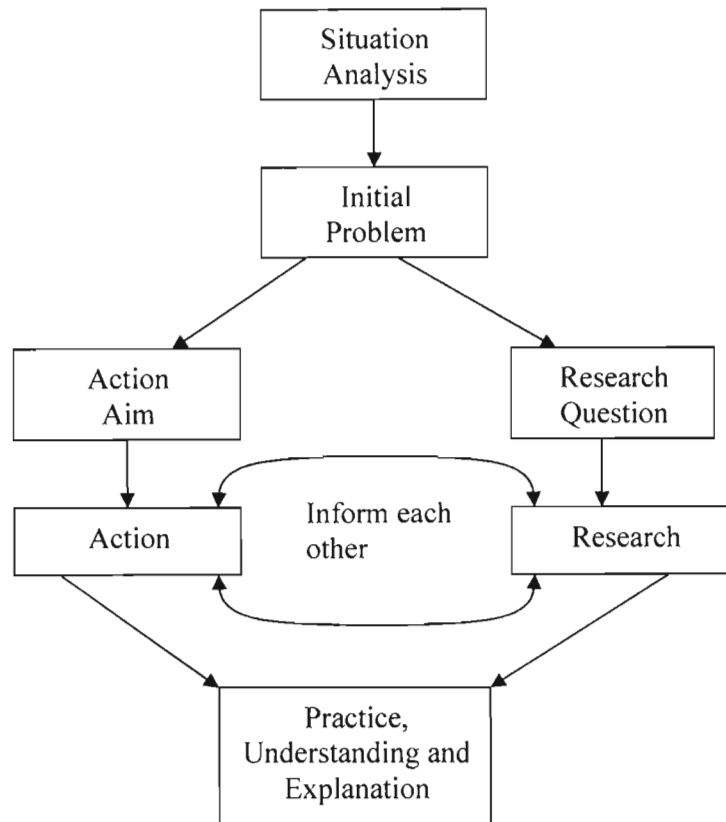 Situation
Analysis
Initial
Problem
Action
Aim
Research
Question
Action
Inform each
other
Research
Practice,
Understanding and
Explanation